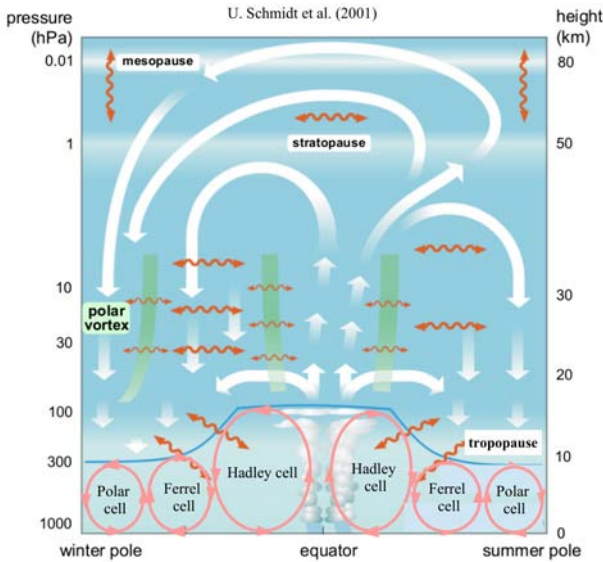 U. Schmidt et al. (2001)
pressure
(hPa)
height
(km)
0.01
mesopause
80
1
stratopause
50
10
30
polar
vortex
30
20
100
tropopause
300
10
Polar
cell
Ferrel
cell
Hadley cell
Hadley
cell
Ferrel
cell
Polar
cell
1000
0
winter pole
equator
summer pole